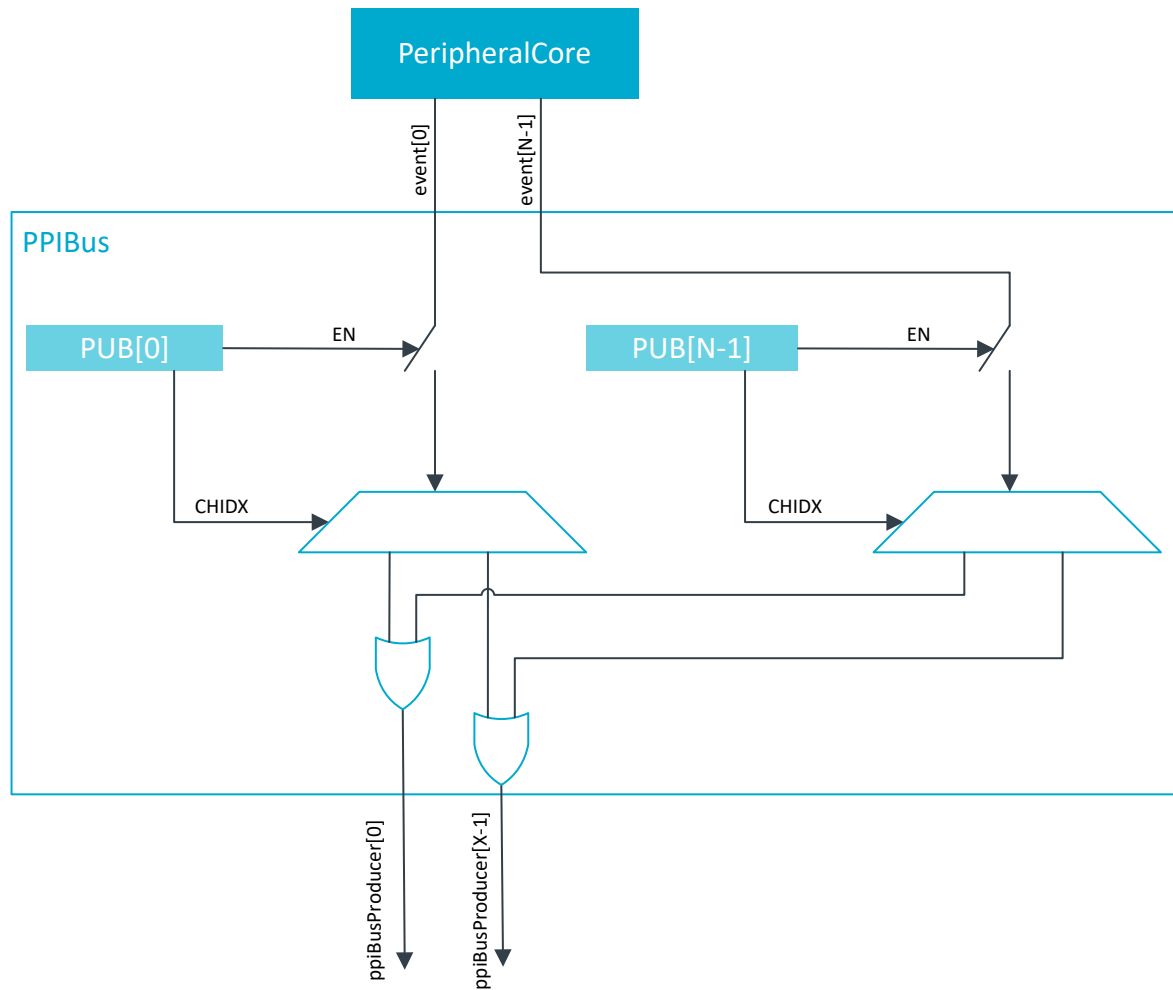 PeripheralCore
event[0]
event[N-1]
PPIBus
PUB[0]
EN
PUB[N-1]
EN
CHIDX
CHIDX
ppiBusProducer[0]
ppiBusProducer[X-1]